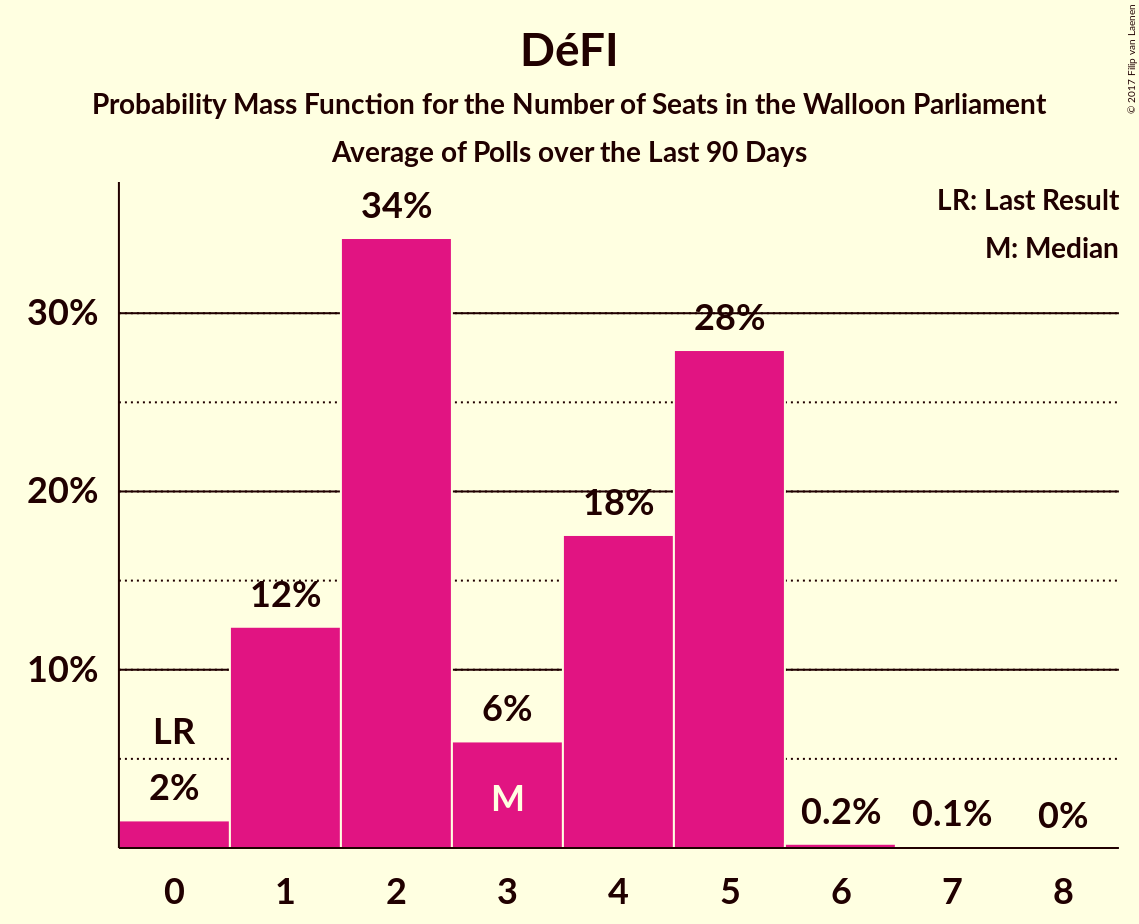 DéFI
Probability Mass Function for the Number of Seats in the Walloon Parliament
Average of Polls over the Last 90 Days
© 2017 Filip van Laenen
LR: Last Result
M: Median
34%
30%
28%
20%
18%
12%
10%
6%
LR
2%
M
0.2%
0.1%
0%
0 1 2 3 4 5 6 7 8